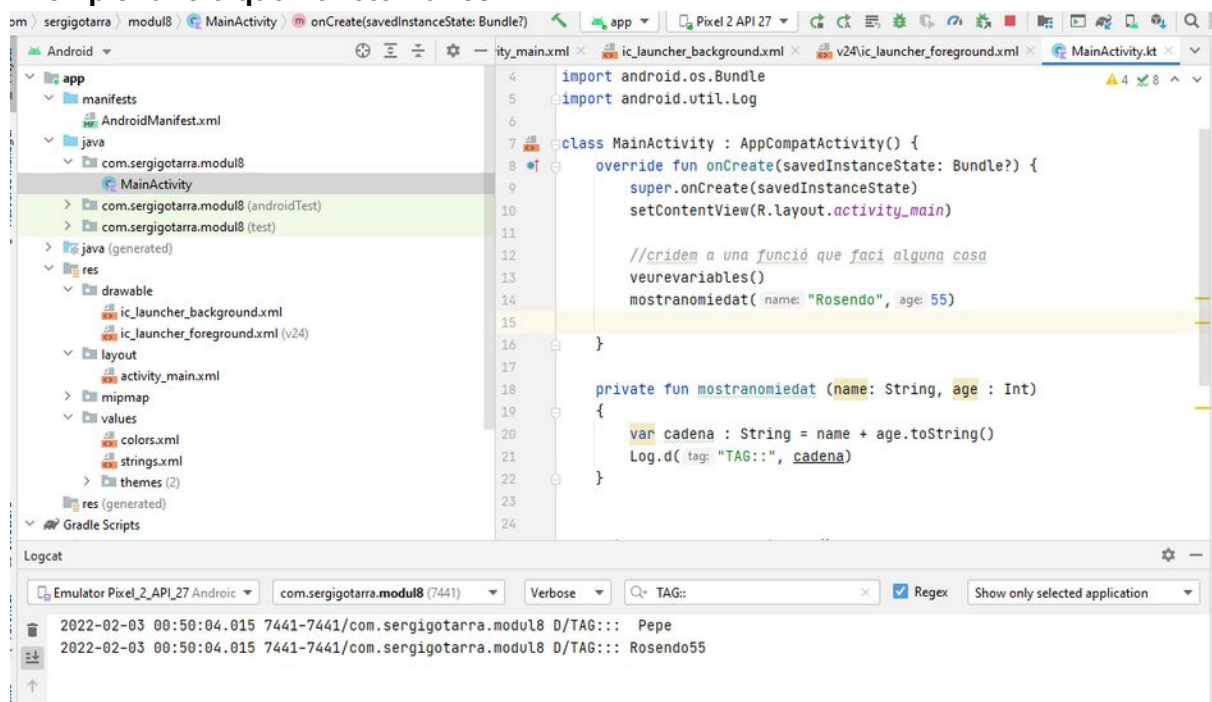 om sergigotarra modul8 MainActivity onCreate(savedInstanceState: Bundle?) app Pixel 2 API 27
Android
ity_main.xml ic_launcher_background.xml v24\ic_launcher_foreground.xml MainActivity.kt
app
manifests
AndroidManifest.xml
java
com.sergigotarra.modul8
MainActivity
com.sergigotarra.modul8 (androidTest)
com.sergigotarra.modul8 (test)
java (generated)
res
drawable
ic_launcher_background.xml
ic_launcher_foreground.xml (v24)
layout
activity_main.xml
mipmap
values
colors.xml
strings.xml
themes (2)
res (generated)
Gradle Scripts
4 8
4 import android.os.Bundle
5 import android.util.Log
6
7 class MainActivity : AppCompatActivity() {
8 override fun onCreate(savedInstanceState: Bundle?) {
9 super.onCreate(savedInstanceState)
10 setContentView(R.layout.activity_main)
11
12 //cridem a una funció que faci alguna cosa
13 veurevariables()
14 mostranomiedat( name: "Rosendo", age: 55)
15
16 }
17
18 private fun mostranomiedat (name: String, age : Int)
19 {
20 var cadena : String = name + age.toString()
21 Log.d( tag: "TAG::", cadena)
22 }
23
24
Logcat
Emulator Pixel_2_API_27 Androic com.sergigotarra.modul8 (7441) Verbose TAG:: Regex Show only selected application
2022-02-03 00:50:04.015 7441-7441/com.sergigotarra.modul8 D/TAG::: Pepe
2022-02-03 00:50:04.015 7441-7441/com.sergigotarra.modul8 D/TAG::: Rosendo55